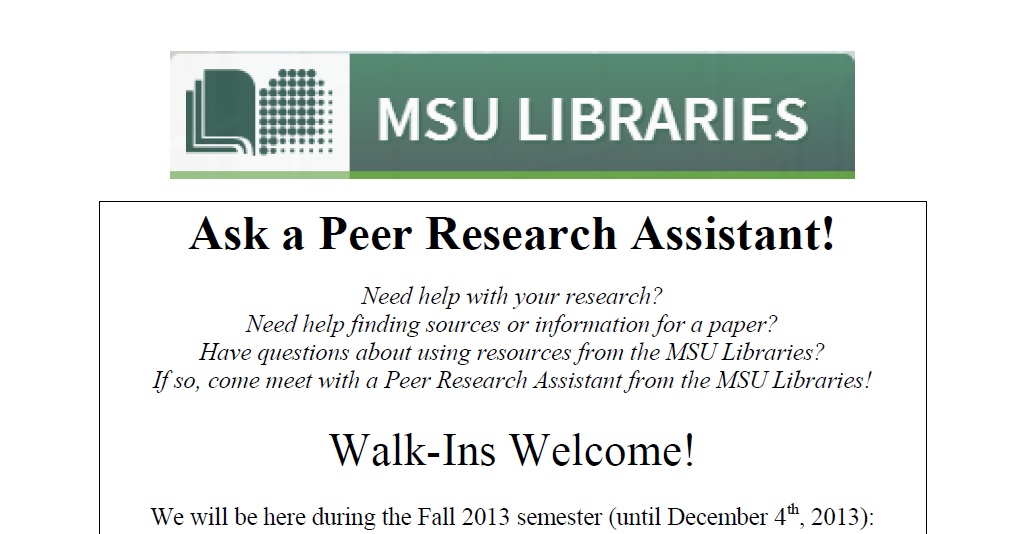 MSU LIBRARIES
Ask a Peer Research Assistant!
Need help with your research?
Need help finding sources or information for a paper?
Have questions about using resources from the MSU Libraries?
If so, come meet with a Peer Research Assistant from the MSU Libraries!
Walk-Ins Welcome!
We will be here during the Fall 2013 semester (until December 4th, 2013):